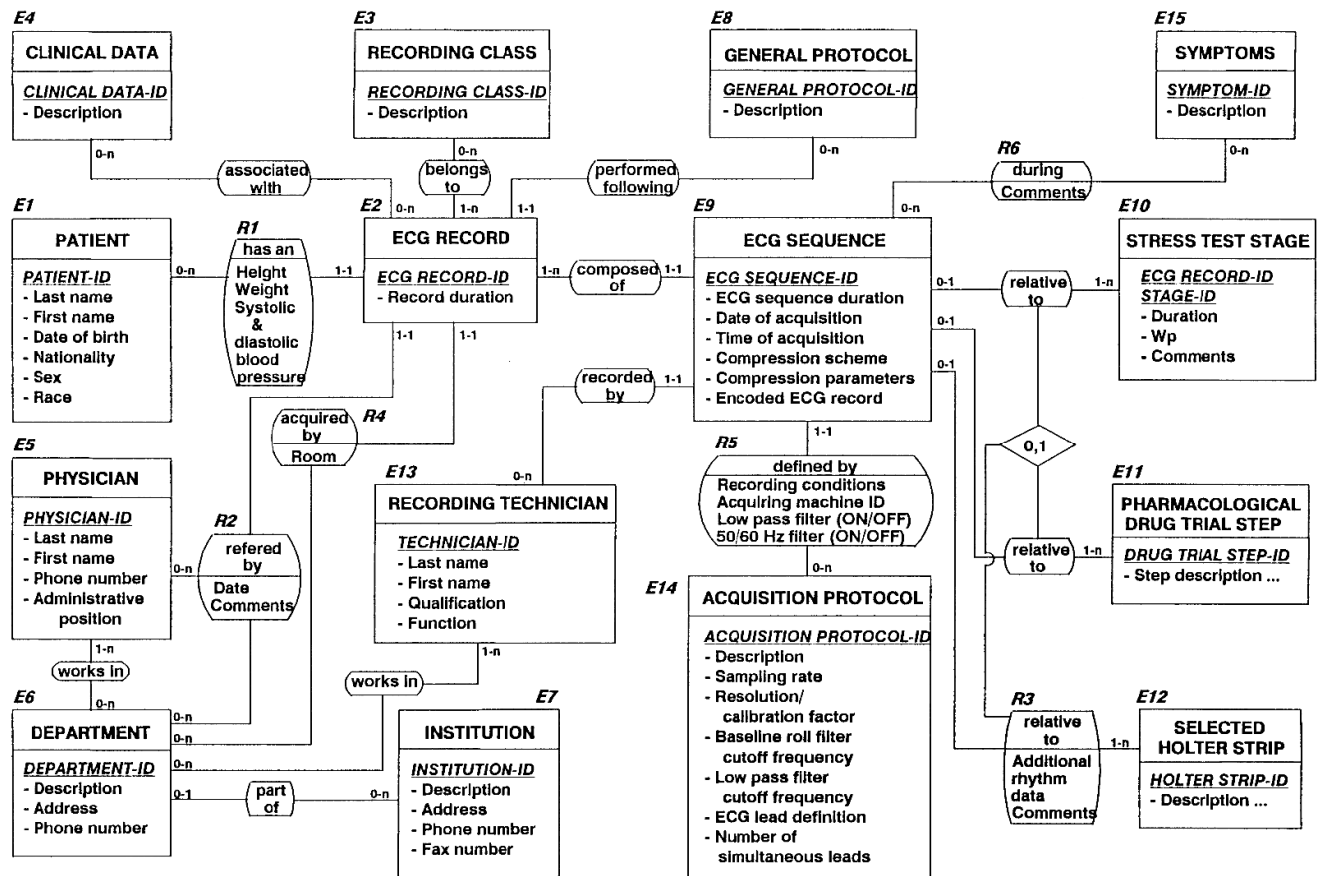 E4
CLINICAL DATA
CLINICAL DATA-ID
- Description
0-n
E3
RECORDING CLASS
RECORDING CLASS-ID
- Description
0-n
E8
GENERAL PROTOCOL
GENERAL PROTOCOL-ID
- Description
0-n
E15
SYMPTOMS
SYMPTOM-ID
- Description
0-n
associated
with
belongs
to
performed
following
R6
during
Comments
E1
PATIENT
PATIENT-ID
- Last name
- First name
- Date of birth
- Nationality
- Sex
- Race
0-n
R1
has an
Height
Weight
Systolic
&
diastolic
blood
pressure
1-1
E2
0-n
1-n
1-1
ECG RECORD
ECG RECORD-ID
- Record duration
1-1
1-1
1-n
composed
of
1-1
E9
0-n
ECG SEQUENCE
ECG SEQUENCE-ID
- ECG sequence duration
- Date of acquisition
- Time of acquisition
- Compression scheme
- Compression parameters
- Encoded ECG record
0-1
0-1
0-1
1-1
relative
to
1-n
E10
STRESS TEST STAGE
ECG RECORD-ID
STAGE-ID
- Duration
- Wp
- Comments
recorded
by
1-1
0-n
acquired
by
R4
Room
0,1
E5
PHYSICIAN
PHYSICIAN-ID
- Last name
- First name
- Phone number
- Administrative
position
0-n
1-n
R2
refered
by
Date
Comments
E13
RECORDING TECHNICIAN
TECHNICIAN-ID
- Last name
- First name
- Qualification
- Function
1-n
R5
defined by
Recording conditions
Acquiring machine ID
Low pass filter (ON/OFF)
50/60 Hz filter (ON/OFF)
0-n
E11
PHARMACOLOGICAL
DRUG TRIAL STEP
DRUG TRIAL STEP-ID
- Step description ...
relative
to
1-n
E14
ACQUISITION PROTOCOL
ACQUISITION PROTOCOL-ID
- Description
- Sampling rate
- Resolution/
calibration factor
- Baseline roll filter
cutoff frequency
- Low pass filter
cutoff frequency
- ECG lead definition
- Number of
simultaneous leads
works in
0-n
works in
E6
DEPARTMENT
DEPARTMENT-ID
- Description
- Address
- Phone number
0-n
0-n
0-n
0-1
part
of
0-n
E7
INSTITUTION
INSTITUTION-ID
- Description
- Address
- Phone number
- Fax number
R3
relative
to
Additional
rhythm
data
Comments
1-n
E12
SELECTED
HOLTER STRIP
HOLTER STRIP-ID
- Description ...